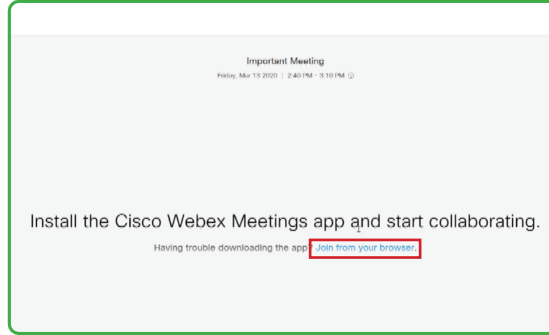 Important Meeting
Friday, Mar 13 2020 | 2:40 PM - 3:10 PM
Install the Cisco Webex Meetings app and start collaborating.
Having trouble downloading the app? Join from your browser.